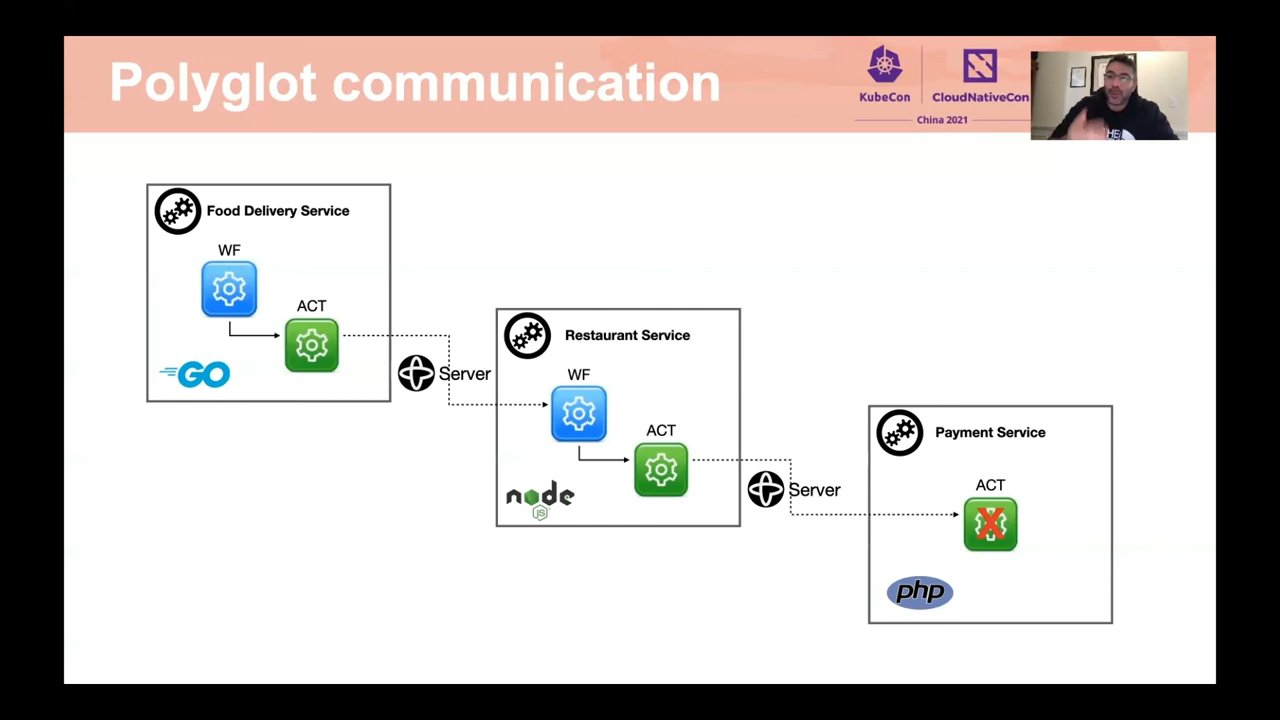 Polyglot communication
KubeCon
CloudNativeCon
China 2021
Food Delivery Service
WF
ACT
GO
Server
Restaurant Service
WF
ACT
node
JS
Server
Payment Service
ACT
X
php